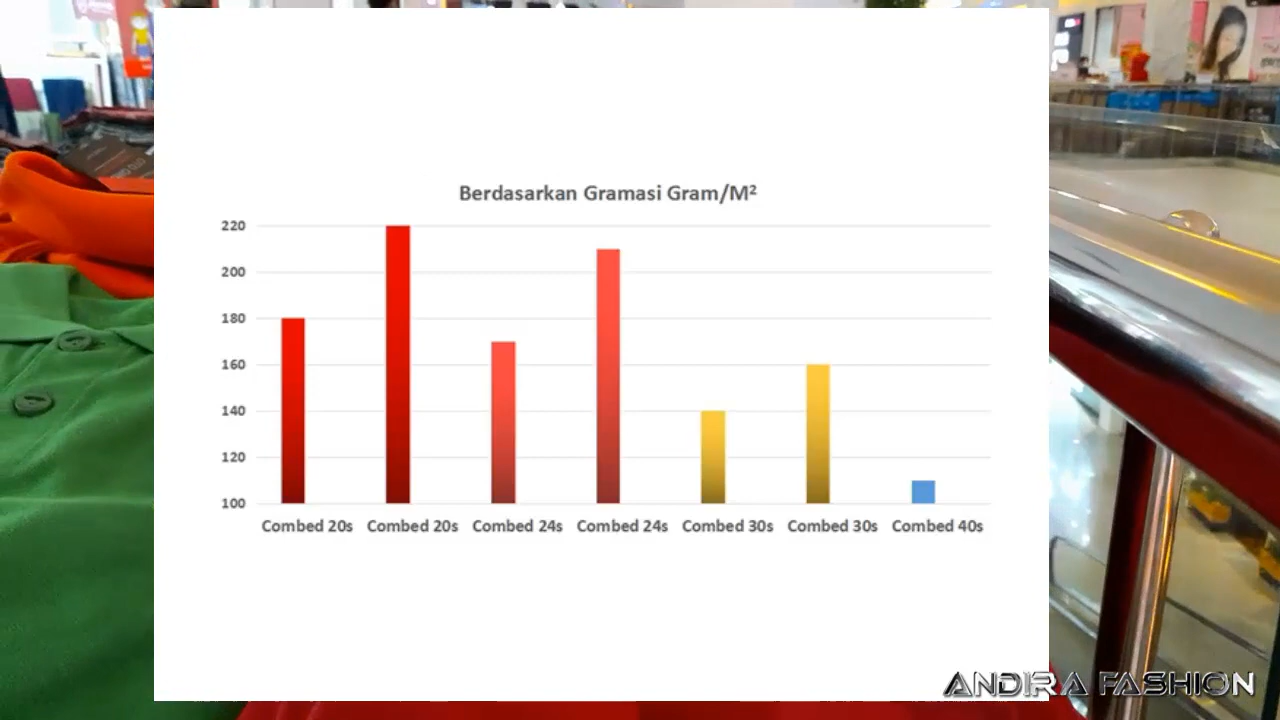 Berdasarkan Gramasi Gram/M²
220
200
180
160
140
120
100
Combed 20s Combed 20s Combed 24s Combed 24s Combed 30s Combed 30s Combed 40s
ANDIRA FASHION